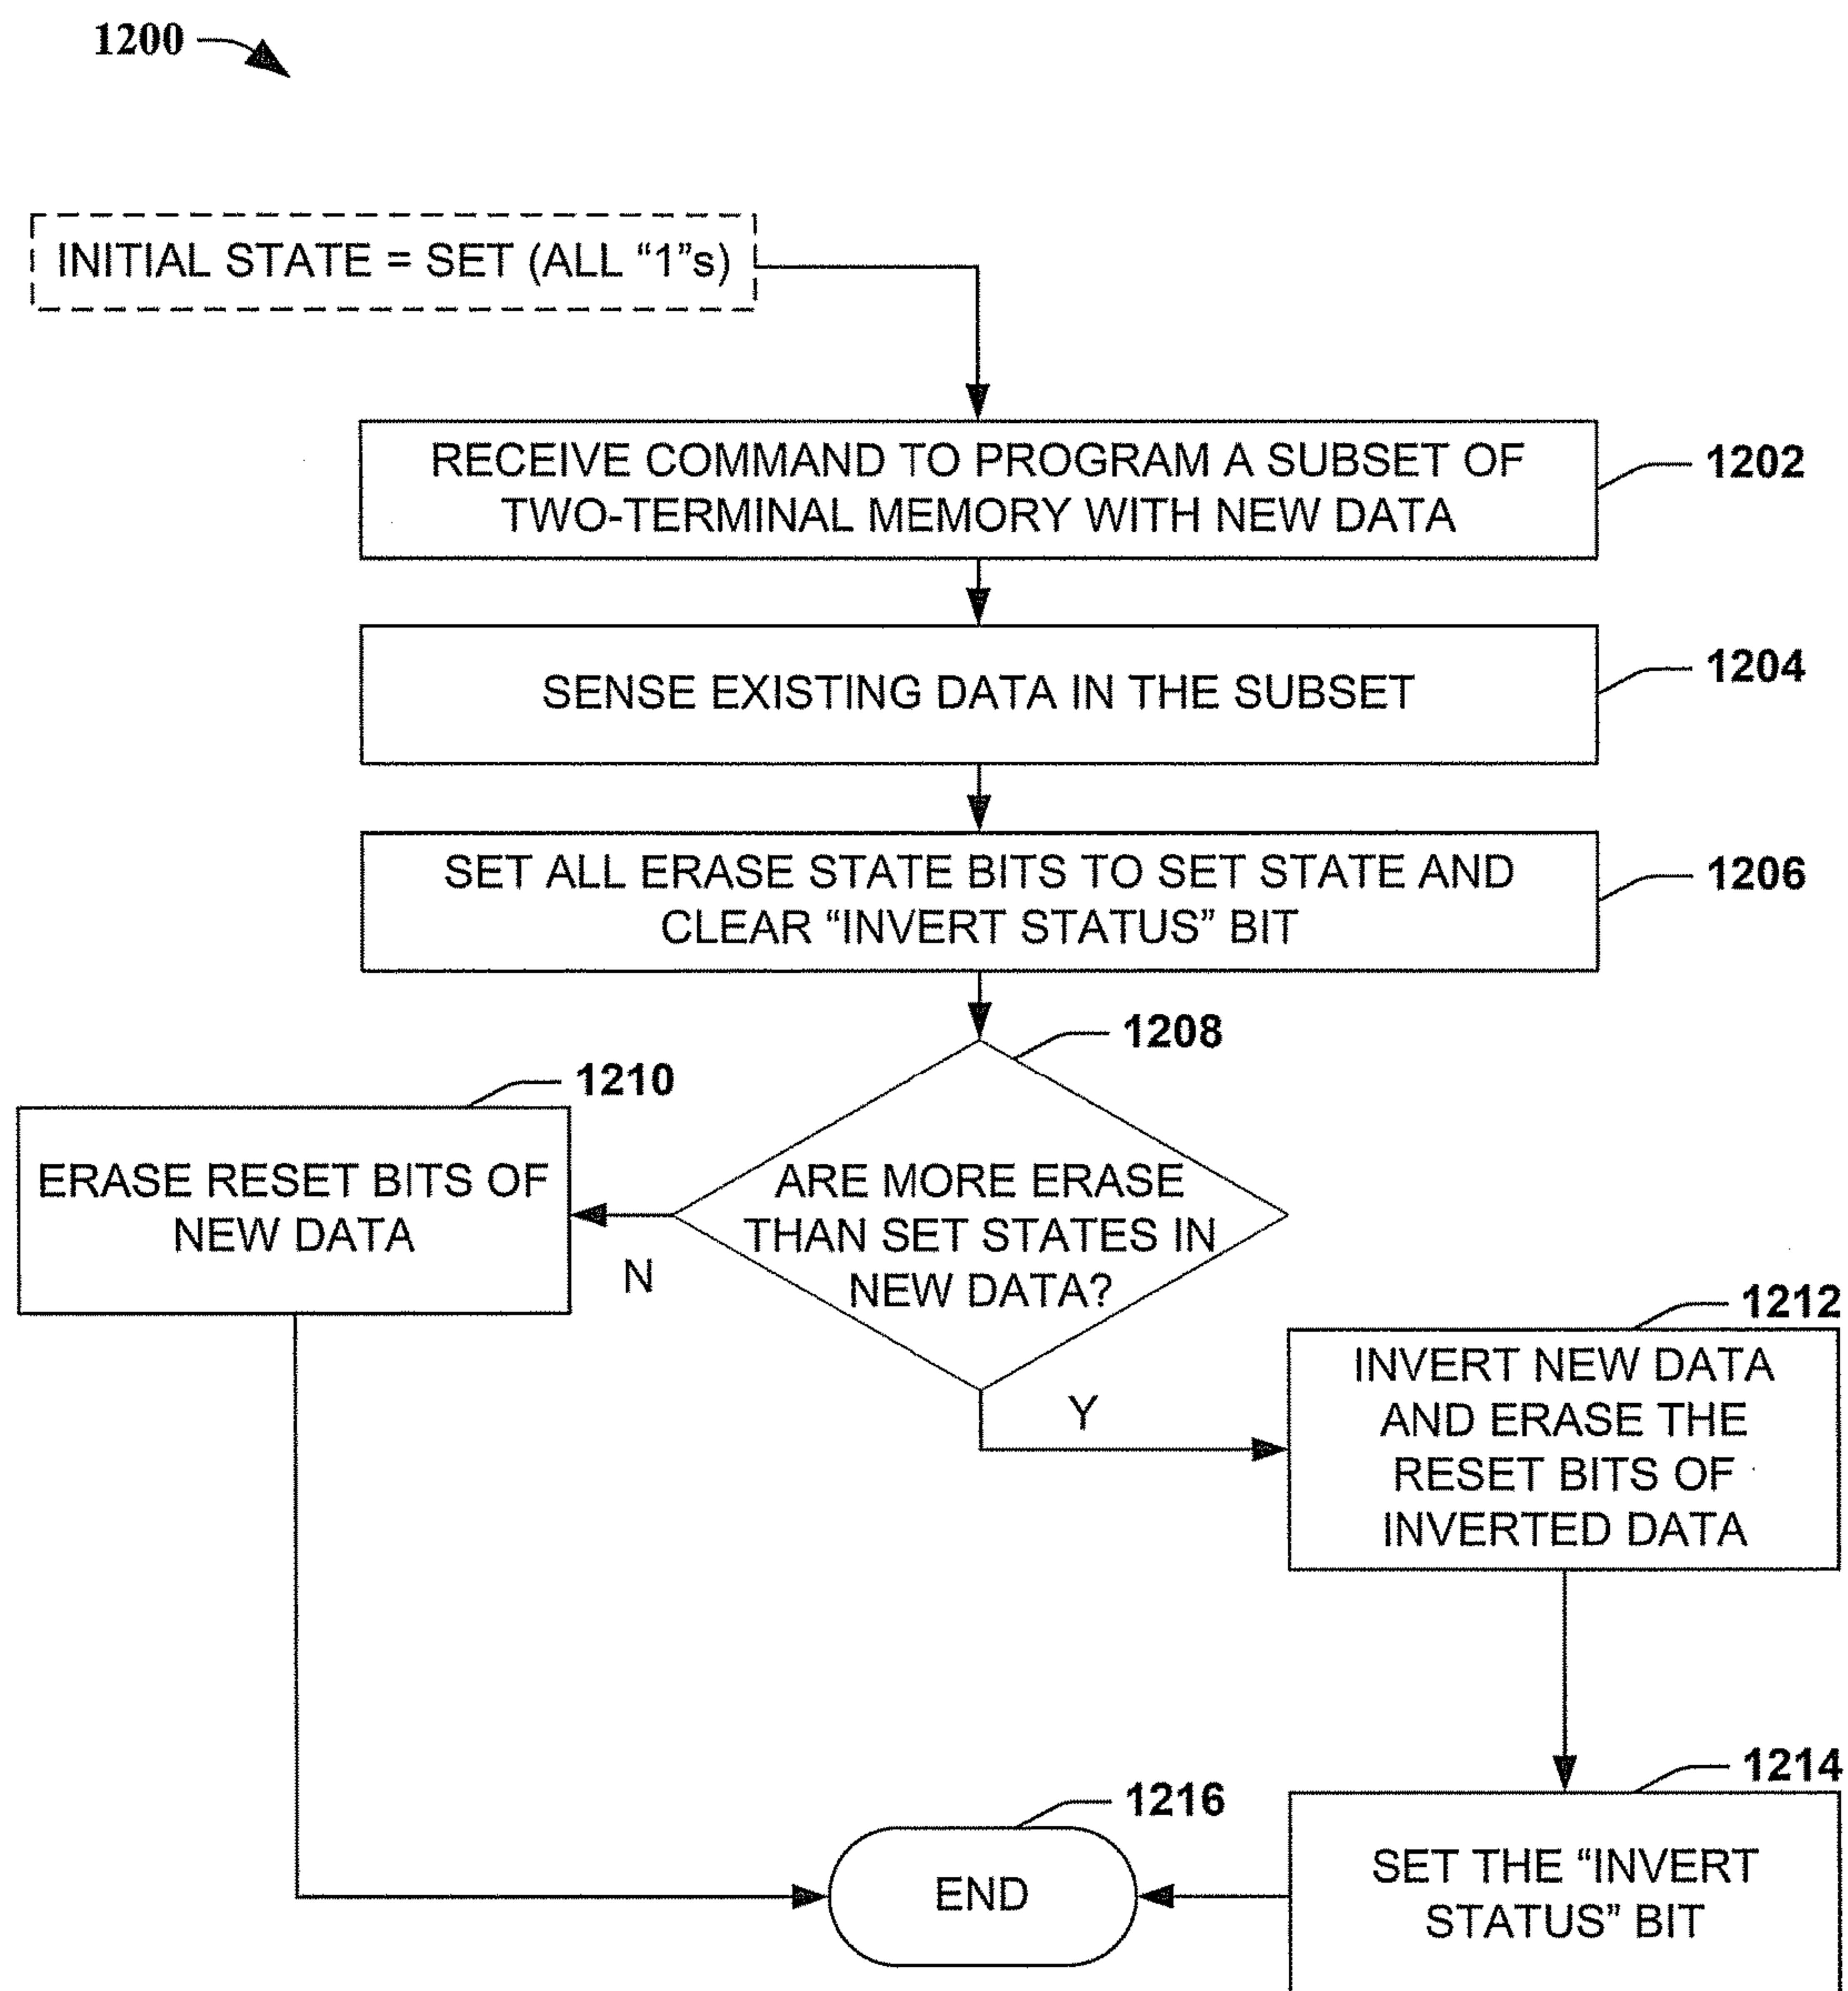 1200
INITIAL STATE = SET (ALL “1”s)
RECEIVE COMMAND TO PROGRAM A SUBSET OF
TWO-TERMINAL MEMORY WITH NEW DATA
1202
SENSE EXISTING DATA IN THE SUBSET
1204
SET ALL ERASE STATE BITS TO SET STATE AND
CLEAR “INVERT STATUS” BIT
1206
1208
ARE MORE ERASE
THAN SET STATES IN
NEW DATA?
1210
ERASE RESET BITS OF
NEW DATA
N
Y
1212
INVERT NEW DATA
AND ERASE THE
RESET BITS OF
INVERTED DATA
1214
SET THE “INVERT
STATUS” BIT
1216
END